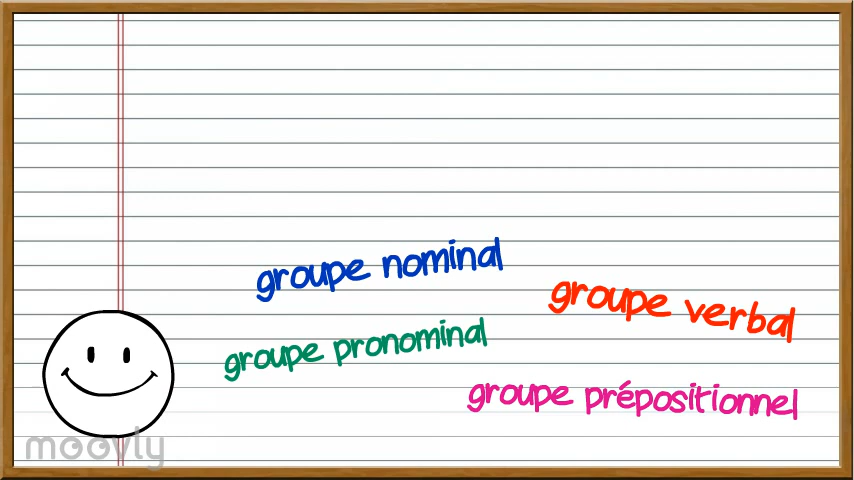 groupe nominal
groupe verbal
groupe pronominal
groupe prépositionnel
moovly